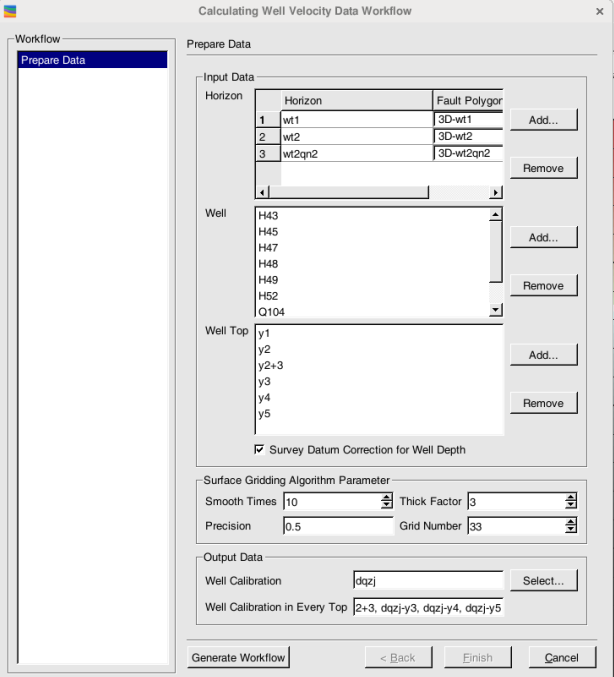 Calculating Well Velocity Data Workflow
Workflow
Prepare Data
Prepare Data
Input Data
Horizon
Horizon Fault Polygon
1 wt1 3D-wt1
2 wt2 3D-wt2
3 wt2qn2 3D-wt2qn2
Add...
Remove
Well
H43
H45
H47
H48
H49
H52
Q104
Add...
Remove
Well Top
y1
y2
y2+3
y3
y4
y5
Add...
Remove
Survey Datum Correction for Well Depth
Surface Gridding Algorithm Parameter
Smooth Times 10 Thick Factor 3
Precision 0.5 Grid Number 33
Output Data
Well Calibration dqzj Select...
Well Calibration in Every Top 2+3, dqzj-y3, dqzj-y4, dqzj-y5
Generate Workflow < Back Finish Cancel